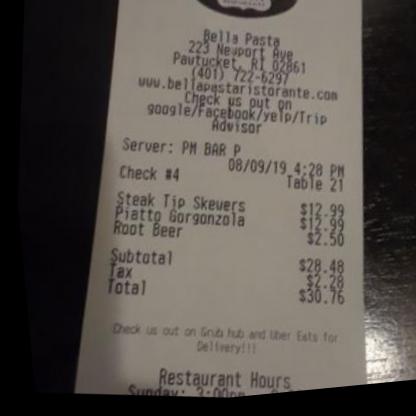 Bella Pasta
223 Newport Ave
Pawtucket, RI 02861
(401) 722-6297
www.bellapastaristorante.com
Check us out on
google/Facebook/yelp/Trip
Advisor
Server: PM BAR P
08/09/19 4:28 PM
Check #4 Table 21
Steak Tip Skewers $12.99
Piatto Gorgonzola $12.99
Root Beer $2.50
Subtotal $28.48
Tax $2.28
Total $30.76
Check us out on Grub hub and Uber Eats for
Delivery!!!
Restaurant Hours
Sunday: 3:00pm